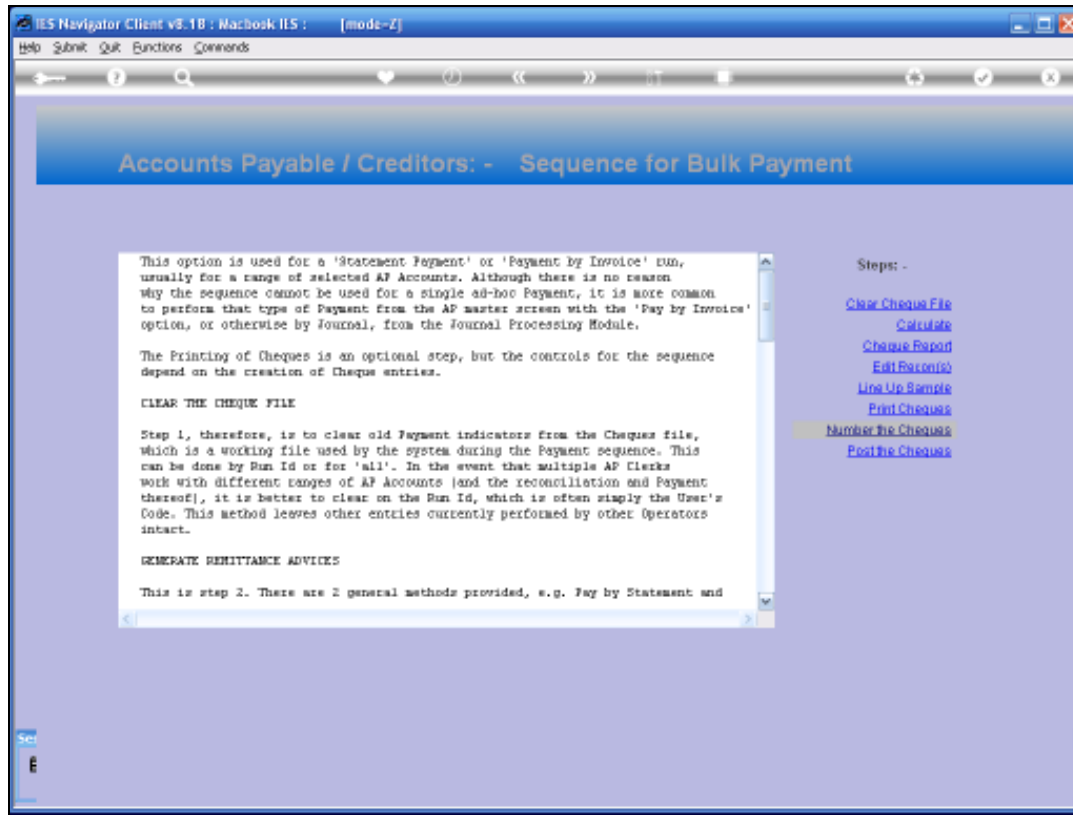 IES Navigator Client v8.1B : Macbook IES : [mode-Z]
Help Submit Quit Functions Commands
Accounts Payable / Creditors: - Sequence for Bulk Payment
This option is used for a 'Statement Payment' or 'Payment by Invoice' run,
usually for a range of selected AP Accounts. Although there is no reason
why the sequence cannot be used for a single ad-hoc Payment, it is more common
to perform that type of Payment from the AP master screen with the 'Pay by Invoice'
option, or otherwise by Journal, from the Journal Processing Module.
The Printing of Cheques is an optional step, but the controls for the sequence
depend on the creation of Cheque entries.
CLEAR THE CHEQUE FILE
Step 1, therefore, is to clear old Payment indicators from the Cheques file,
which is a working file used by the system during the Payment sequence. This
can be done by Run Id or for 'all'. In the event that multiple AP Clerks
work with different ranges of AP Accounts (and the reconciliation and Payment
thereof), it is better to clear on the Run Id, which is often simply the User's
Code. This method leaves other entries currently performed by other Operators
intact.
GENERATE REMITTANCE ADVICES
This is step 2. There are 2 general methods provided, e.g. Pay by Statement and
Steps: -
Clear Cheque File
Calculate
Cheque Report
Edit Recon(s)
Line Up Sample
Print Cheques
Number the Cheques
Post the Cheques
Ser